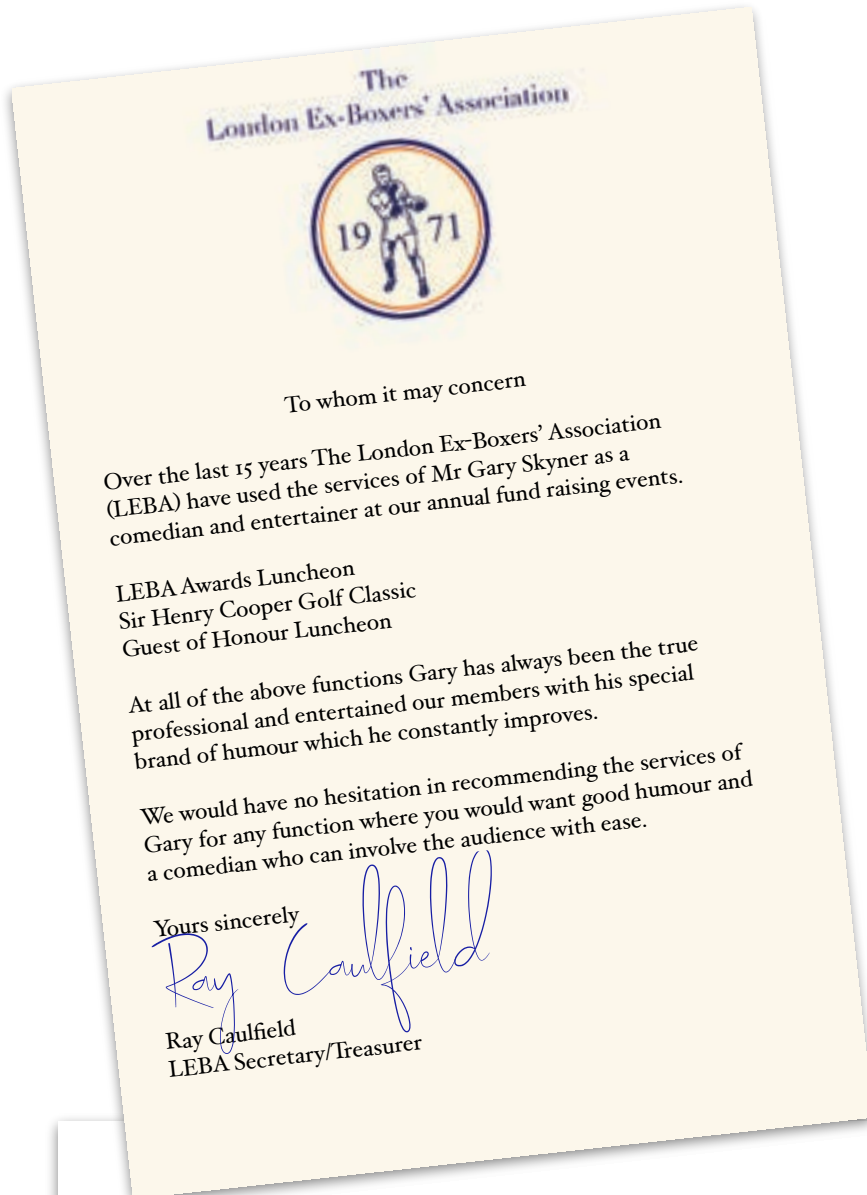 The
London Ex-Boxers' Association
19 71
To whom it may concern
Over the last 15 years The London Ex-Boxers' Association
(LEBA) have used the services of Mr Gary Skyner as a
comedian and entertainer at our annual fund raising events.
LEBA Awards Luncheon
Sir Henry Cooper Golf Classic
Guest of Honour Luncheon
At all of the above functions Gary has always been the true
professional and entertained our members with his special
brand of humour which he constantly improves.
We would have no hesitation in recommending the services of
Gary for any function where you would want good humour and
a comedian who can involve the audience with ease.
Yours sincerely
Ray Caulfield
Ray Caulfield
LEBA Secretary/Treasurer